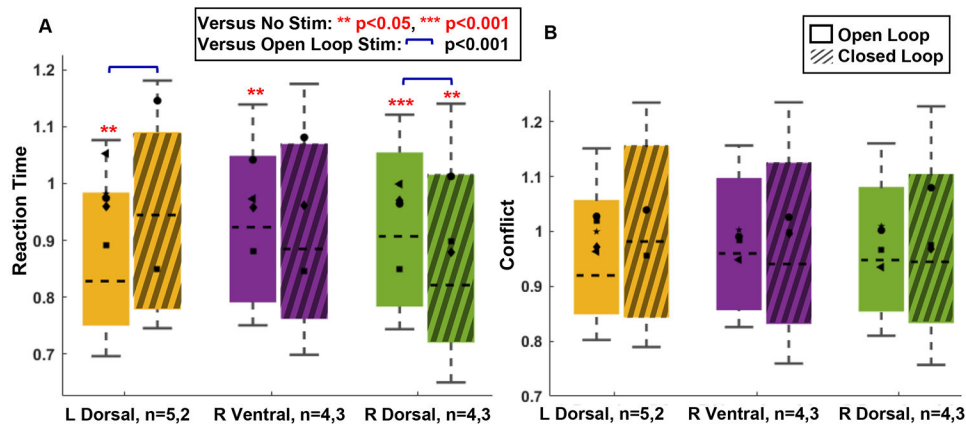 A
Versus No Stim: ** p<0.05, *** p<0.001
Versus Open Loop Stim: p<0.001
Reaction Time
1.2
1.1
1
0.9
0.8
0.7
**
**
***
**
L Dorsal, n=5,2
R Ventral, n=4,3
R Dorsal, n=4,3
B
Open Loop
Closed Loop
Conflict
1.2
1.1
1
0.9
0.8
0.7
L Dorsal, n=5,2
R Ventral, n=4,3
R Dorsal, n=4,3